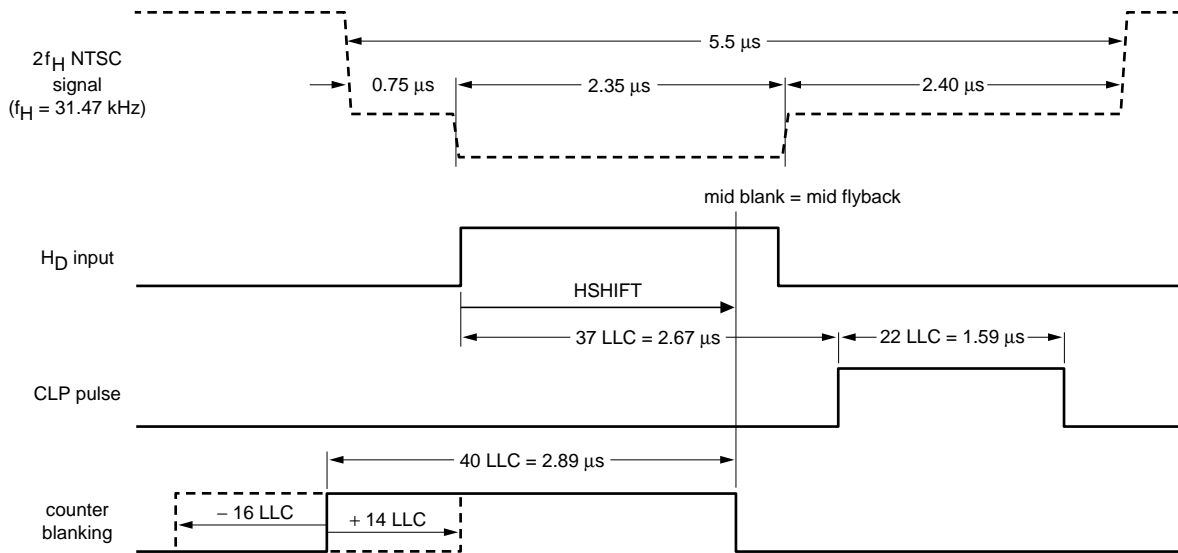 5.5 μs
2fH NTSC
signal
(fH = 31.47 kHz)
0.75 μs
2.35 μs
2.40 μs
mid blank = mid flyback
HD input
HSHIFT
37 LLC = 2.67 μs
22 LLC = 1.59 μs
CLP pulse
40 LLC = 2.89 μs
counter
blanking
− 16 LLC
+ 14 LLC